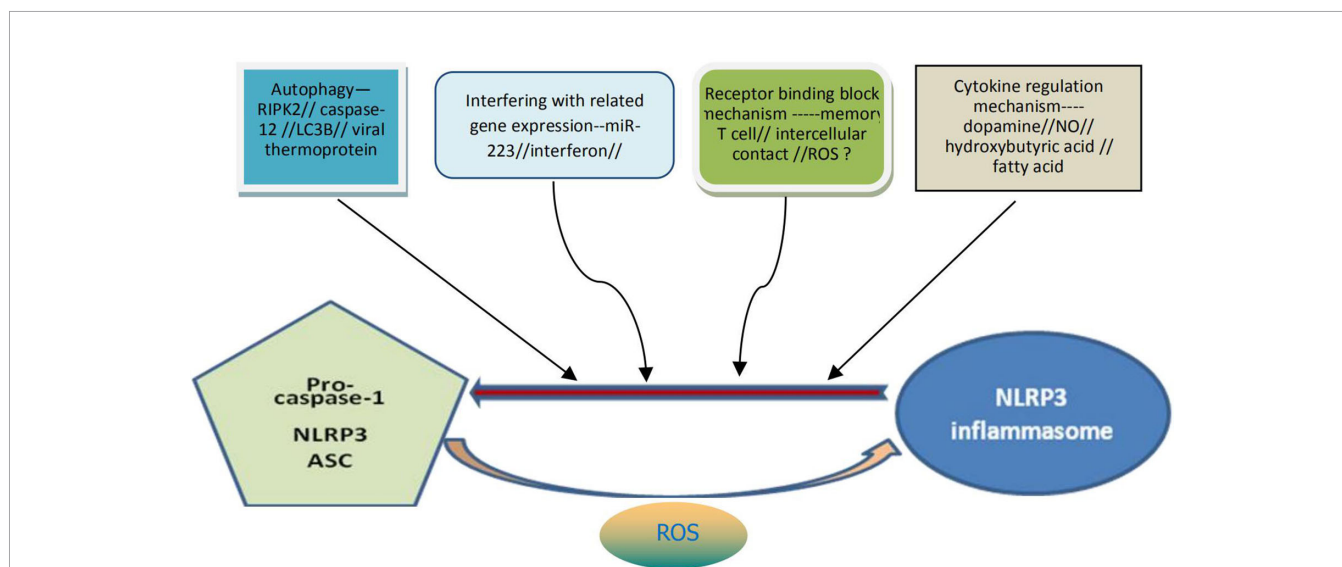 Autophagy—
RIPK2// caspase-
12 //LC3B// viral
thermoprotein
Interfering with related
gene expression--miR-
223//interferon//
Receptor binding block
mechanism -----memory
T cell// intercellular
contact //ROS ?
Cytokine regulation
mechanism----
dopamine//NO//
hydroxybutyric acid //
fatty acid
Pro-
caspase-1
NLRP3
ASC
NLRP3
inflammasome
ROS